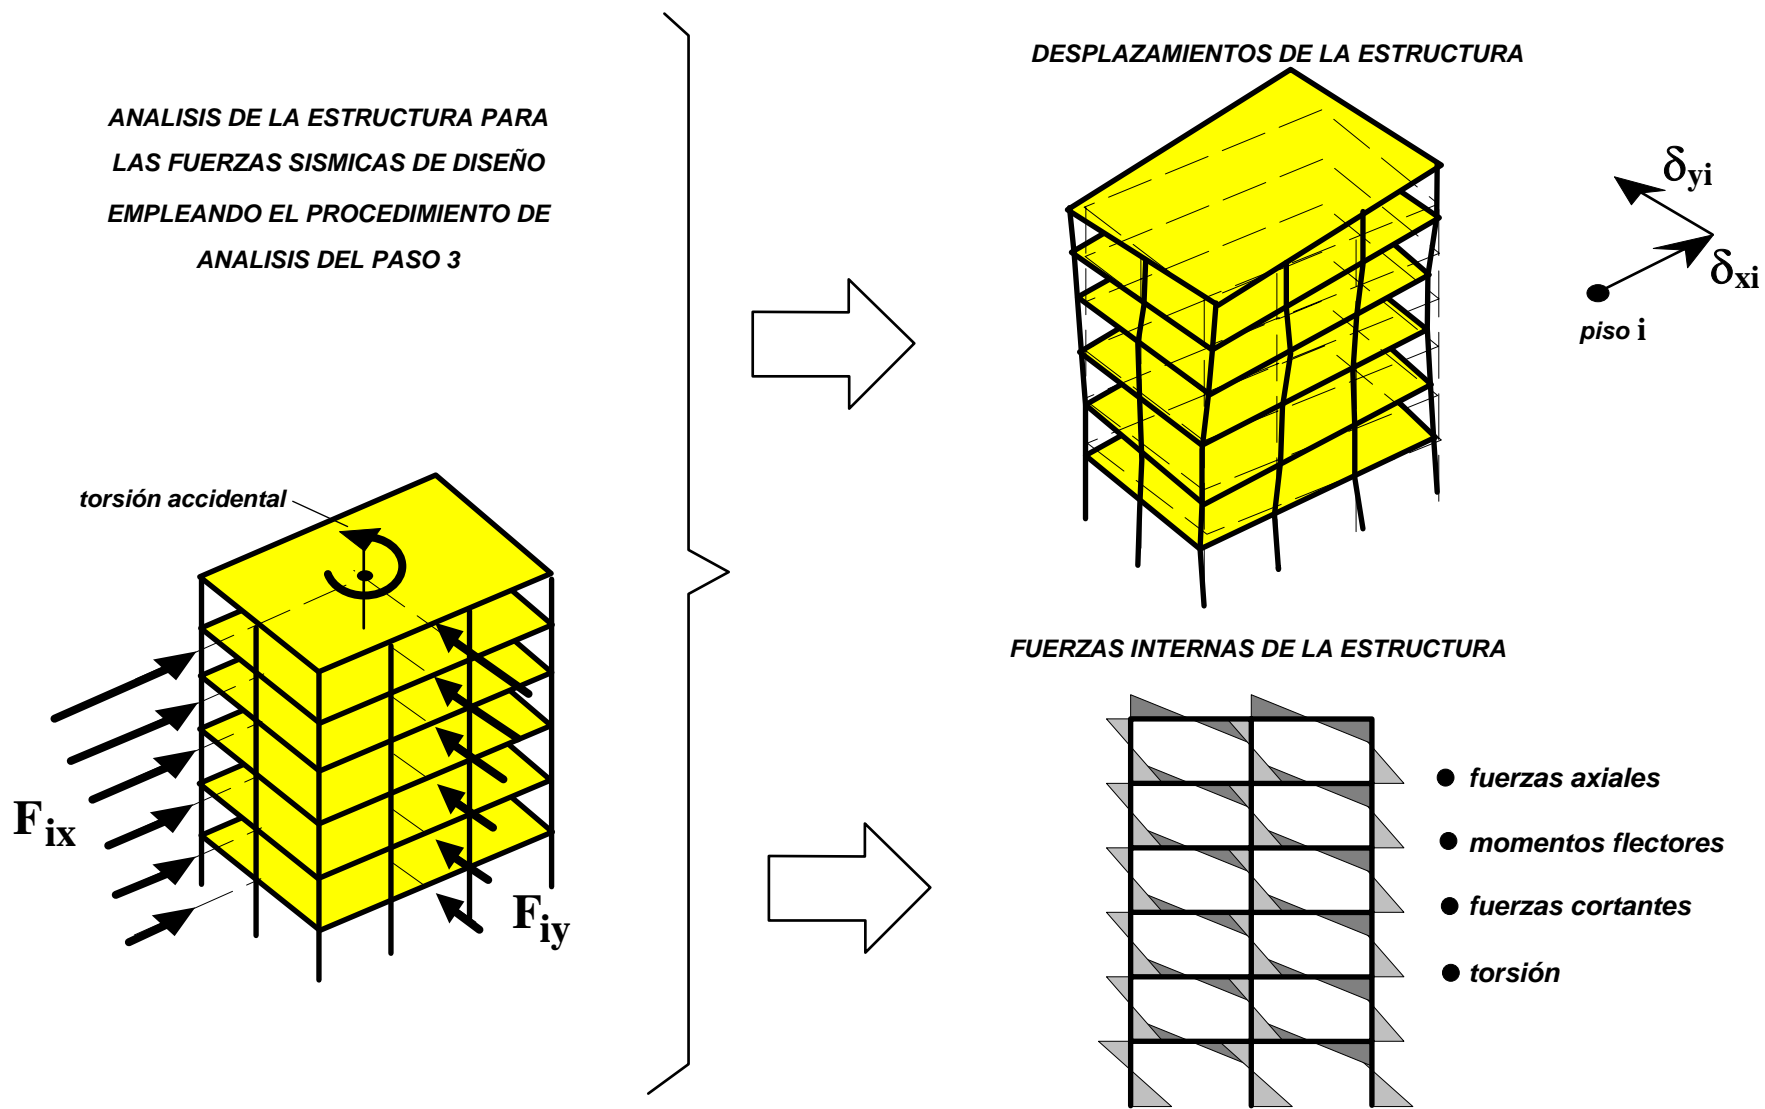 ANALISIS DE LA ESTRUCTURA PARA
LAS FUERZAS SISMICAS DE DISEÑO
EMPLEANDO EL PROCEDIMIENTO DE
ANALISIS DEL PASO 3
torsión accidental
Fix
Fiy
DESPLAZAMIENTOS DE LA ESTRUCTURA
δyi
δxi
piso i
FUERZAS INTERNAS DE LA ESTRUCTURA
● fuerzas axiales
● momentos flectores
● fuerzas cortantes
● torsión